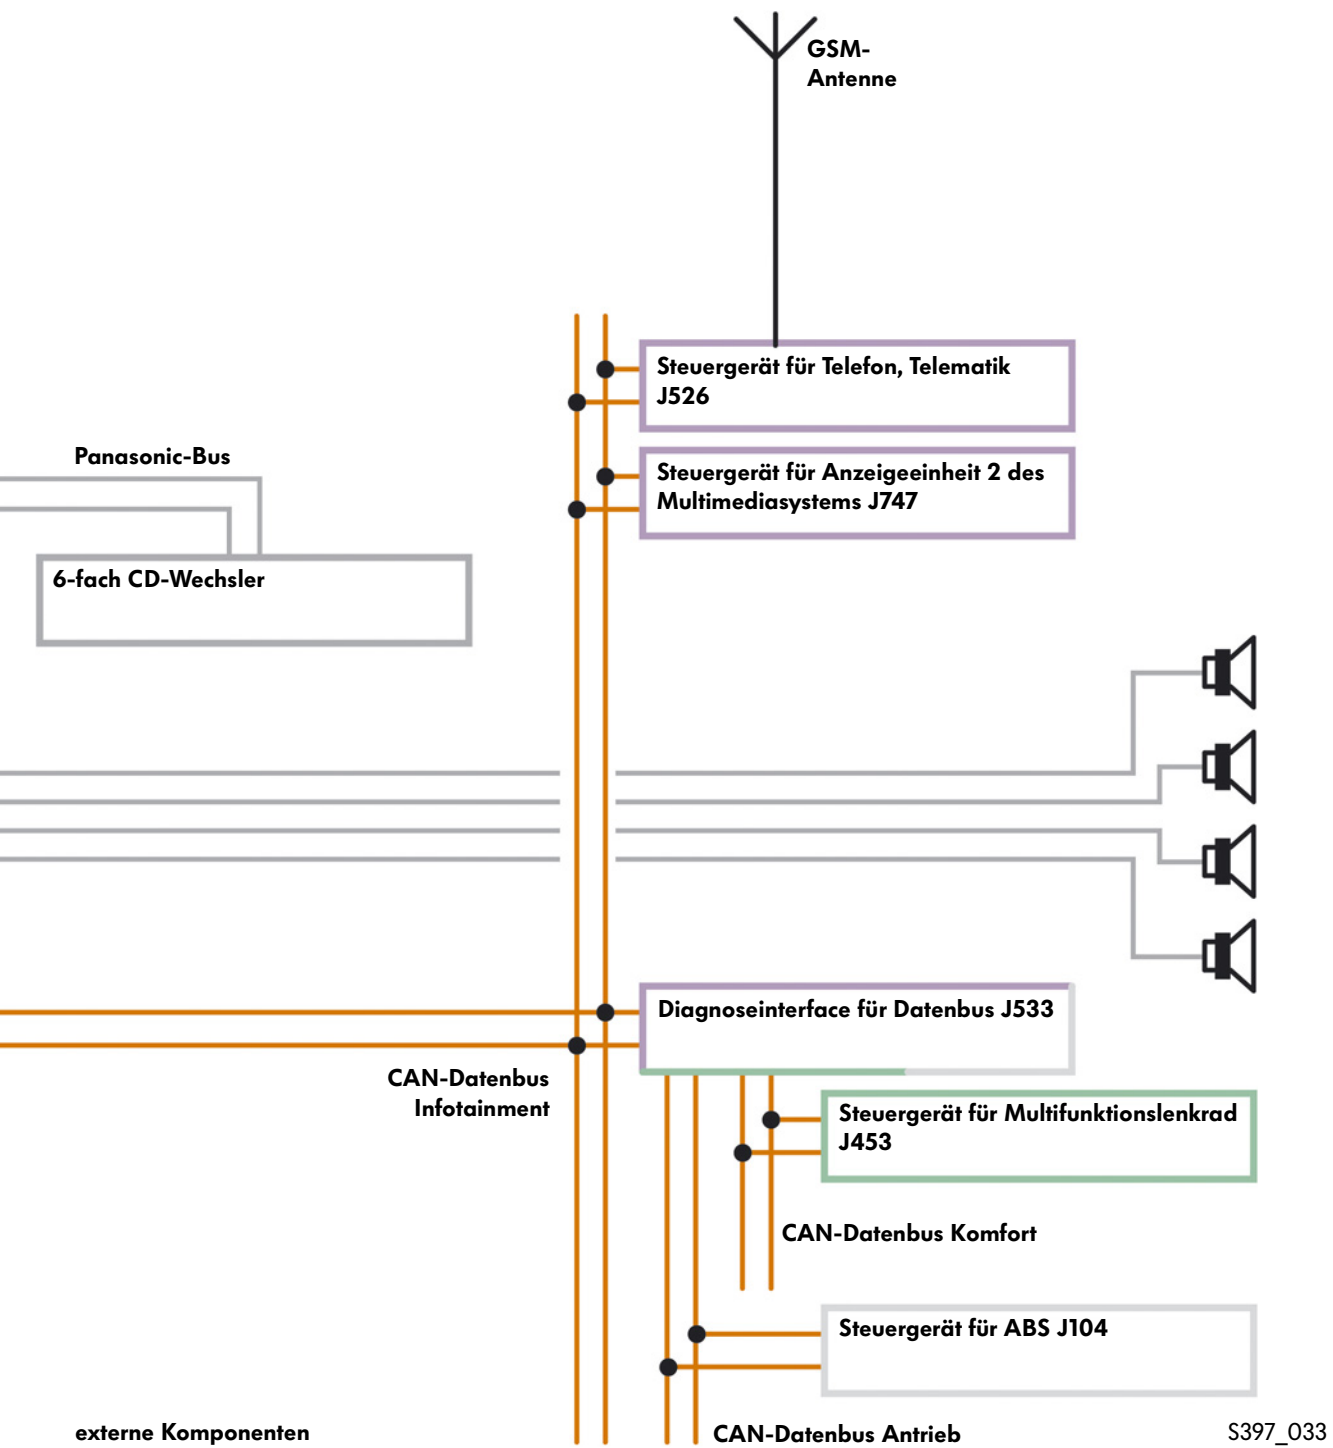 GSM-
Antenne
Steuergerät für Telefon, Telematik
J526
Panasonic-Bus
Steuergerät für Anzeigeeinheit 2 des
Multimediasystems J747
6-fach CD-Wechsler
Diagnoseinterface für Datenbus J533
CAN-Datenbus
Infotainment
Steuergerät für Multifunktionslenkrad
J453
CAN-Datenbus Komfort
Steuergerät für ABS J104
externe Komponenten
CAN-Datenbus Antrieb
S397_033